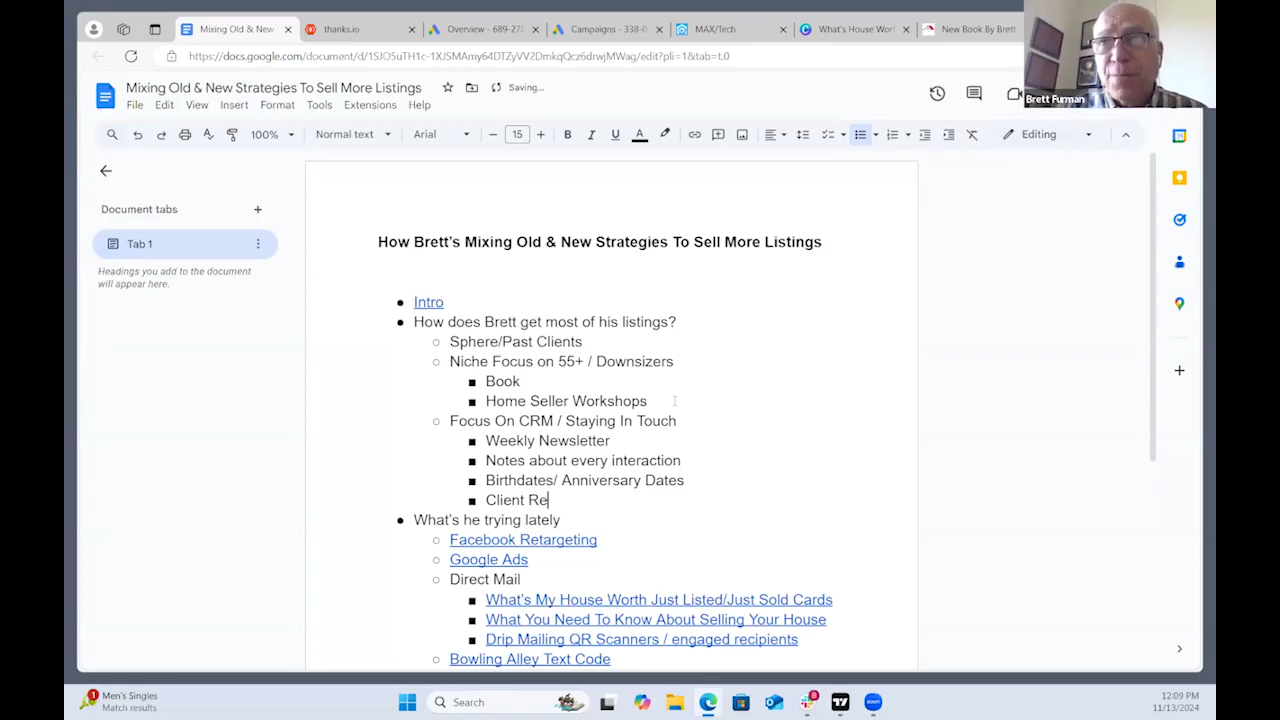 Mixing Old & New
thanks.io
Overview - 689-278
Campaigns - 338-0
MAX/Tech
What's House Wort
New Book By Brett
https://docs.google.com/document/d/1SJO5uTH1c-1XJSMAmy64DTZyVV2DmkqQcz6drwjMWag/edit?pli=1&tab=t.0
Mixing Old & New Strategies To Sell More Listings
Saving...
File Edit View Insert Format Tools Extensions Help
100% Normal text Arial 15 B I U A Editing
Brett Furman
Document tabs
Tab 1
Headings you add to the document
will appear here.
How Brett's Mixing Old & New Strategies To Sell More Listings
Intro
How does Brett get most of his listings?
Sphere/Past Clients
Niche Focus on 55+ / Downsizers
Book
Home Seller Workshops
Focus On CRM / Staying In Touch
Weekly Newsletter
Notes about every interaction
Birthdates/ Anniversary Dates
Client Re
What's he trying lately
Facebook Retargeting
Google Ads
Direct Mail
What's My House Worth Just Listed/Just Sold Cards
What You Need To Know About Selling Your House
Drip Mailing QR Scanners / engaged recipients
Bowling Alley Text Code
Men's Singles
Match results
Search
12:09 PM
11/13/2024